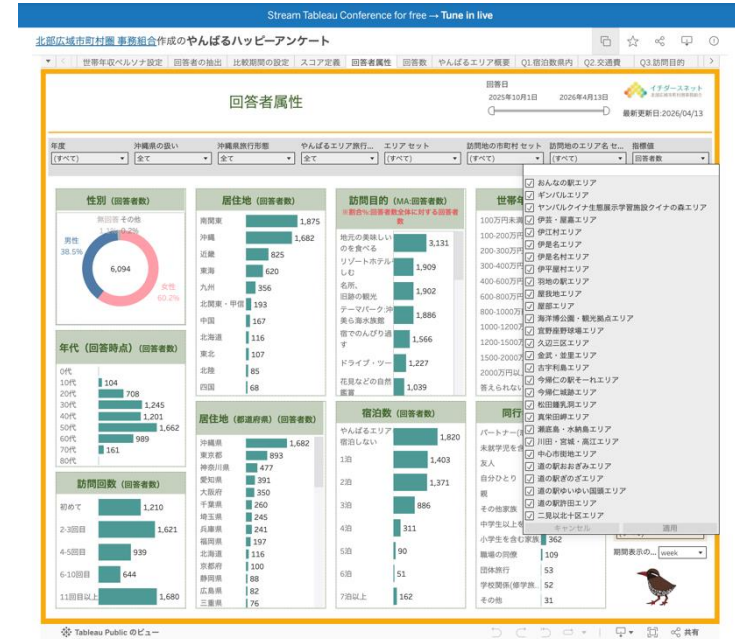 Stream Tableau Conference for free → Tune in live
北部広域市町村圏 事務組合作成のやんばるハッピーアンケート
世帯年収ペルソナ設定 回答者の抽出 比較期間の設定 スコア定義 回答者属性 回答数 やんばるエリア概要 Q1.宿泊数県内 Q2.交通費 Q3.訪問目的
回答者属性
回答日
2025年10月1日 2026年4月13日
イチダースネット
最新更新日:2026/04/13
年度 沖縄県の扱い 沖縄県旅行形態 やんばるエリア旅行... エリア セット 訪問地の市町村 セット 訪問地のエリア名 セ... 指標値
(すべて) 全て 全て 全て (すべて) (すべて) (すべて) 回答者数
性別 (回答者数)
無回答 その他
1.1% 0.2%
男性
38.5%
6,094
女性
60.2%
年代（回答時点）(回答者数)
0代
10代 104
20代 708
30代 1,245
40代 1,201
50代 1,662
60代 989
70代 161
80代
訪問回数 (回答者数)
初めて 1,210
2-3回目 1,621
4-5回目 939
6-10回目 644
11回目以上 1,680
居住地 (回答者数)
南関東 1,875
沖縄 1,682
近畿 825
東海 620
九州 356
北関東・甲信 193
中国 167
北海道 116
東北 107
北陸 85
四国 68
居住地 (都道府県) (回答者数)
沖縄県 1,682
東京都 893
神奈川県 477
愛知県 391
大阪府 350
千葉県 260
埼玉県 245
兵庫県 241
福岡県 197
北海道 116
京都府 100
静岡県 88
広島県 82
三重県 76
訪問目的 (MA:回答者数)
※割合%:回答者数全体に対する回答者数
地元の美味しいものを食べる 3,131
リゾートホテル
しむ 1,909
名所、
旧跡の観光 1,902
テーマパーク:沖
美ら海水族館 1,886
宿でのんびり過
す 1,566
ドライブ・ツー 1,227
花見などの自然
鑑賞 1,039
宿泊数 (回答者数)
やんばるエリア
宿泊しない 1,820
1泊 1,403
2泊 1,371
3泊 886
4泊 311
5泊 90
6泊 51
7泊以上 162
世帯年
100万円未満
100-200万円
200-300万円
300-400万円
400-600万円
600-800万円
800-1000万
1000-1200万
1200-1500万
1500-2000万
2000万円以
答えられない
同行
パートナー(
未就学児を含
友人
自分ひとり
親
その他家族
中学生以上を
小学生を含む家族 362
職場の同僚 109
団体旅行 53
学校関係(修学旅.. 52
その他 31
おんなの駅エリア
ギンバルエリア
ヤンバルクイナ生態展示学習施設クイナの森エリア
伊芸・屋嘉エリア
伊江村エリア
伊是名エリア
伊是名村エリア
伊平屋村エリア
羽地の駅エリア
屋我地エリア
屋部エリア
海洋博公園・観光拠点エリア
宜野座野球場エリア
久辺三区エリア
金武・並里エリア
古宇利島エリア
今帰仁の駅そーれエリア
今帰仁城跡エリア
松田鍾乳洞エリア
真栄田岬エリア
瀬底島・水納島エリア
川田・宮城・高江エリア
中心市街地エリア
道の駅おおぎみエリア
道の駅ぎのざエリア
道の駅ゆいゆい国頭エリア
道の駅許田エリア
二見以北十区エリア
キャンセル 適用
期間表示の... week
Tableau Public のビュー
共有